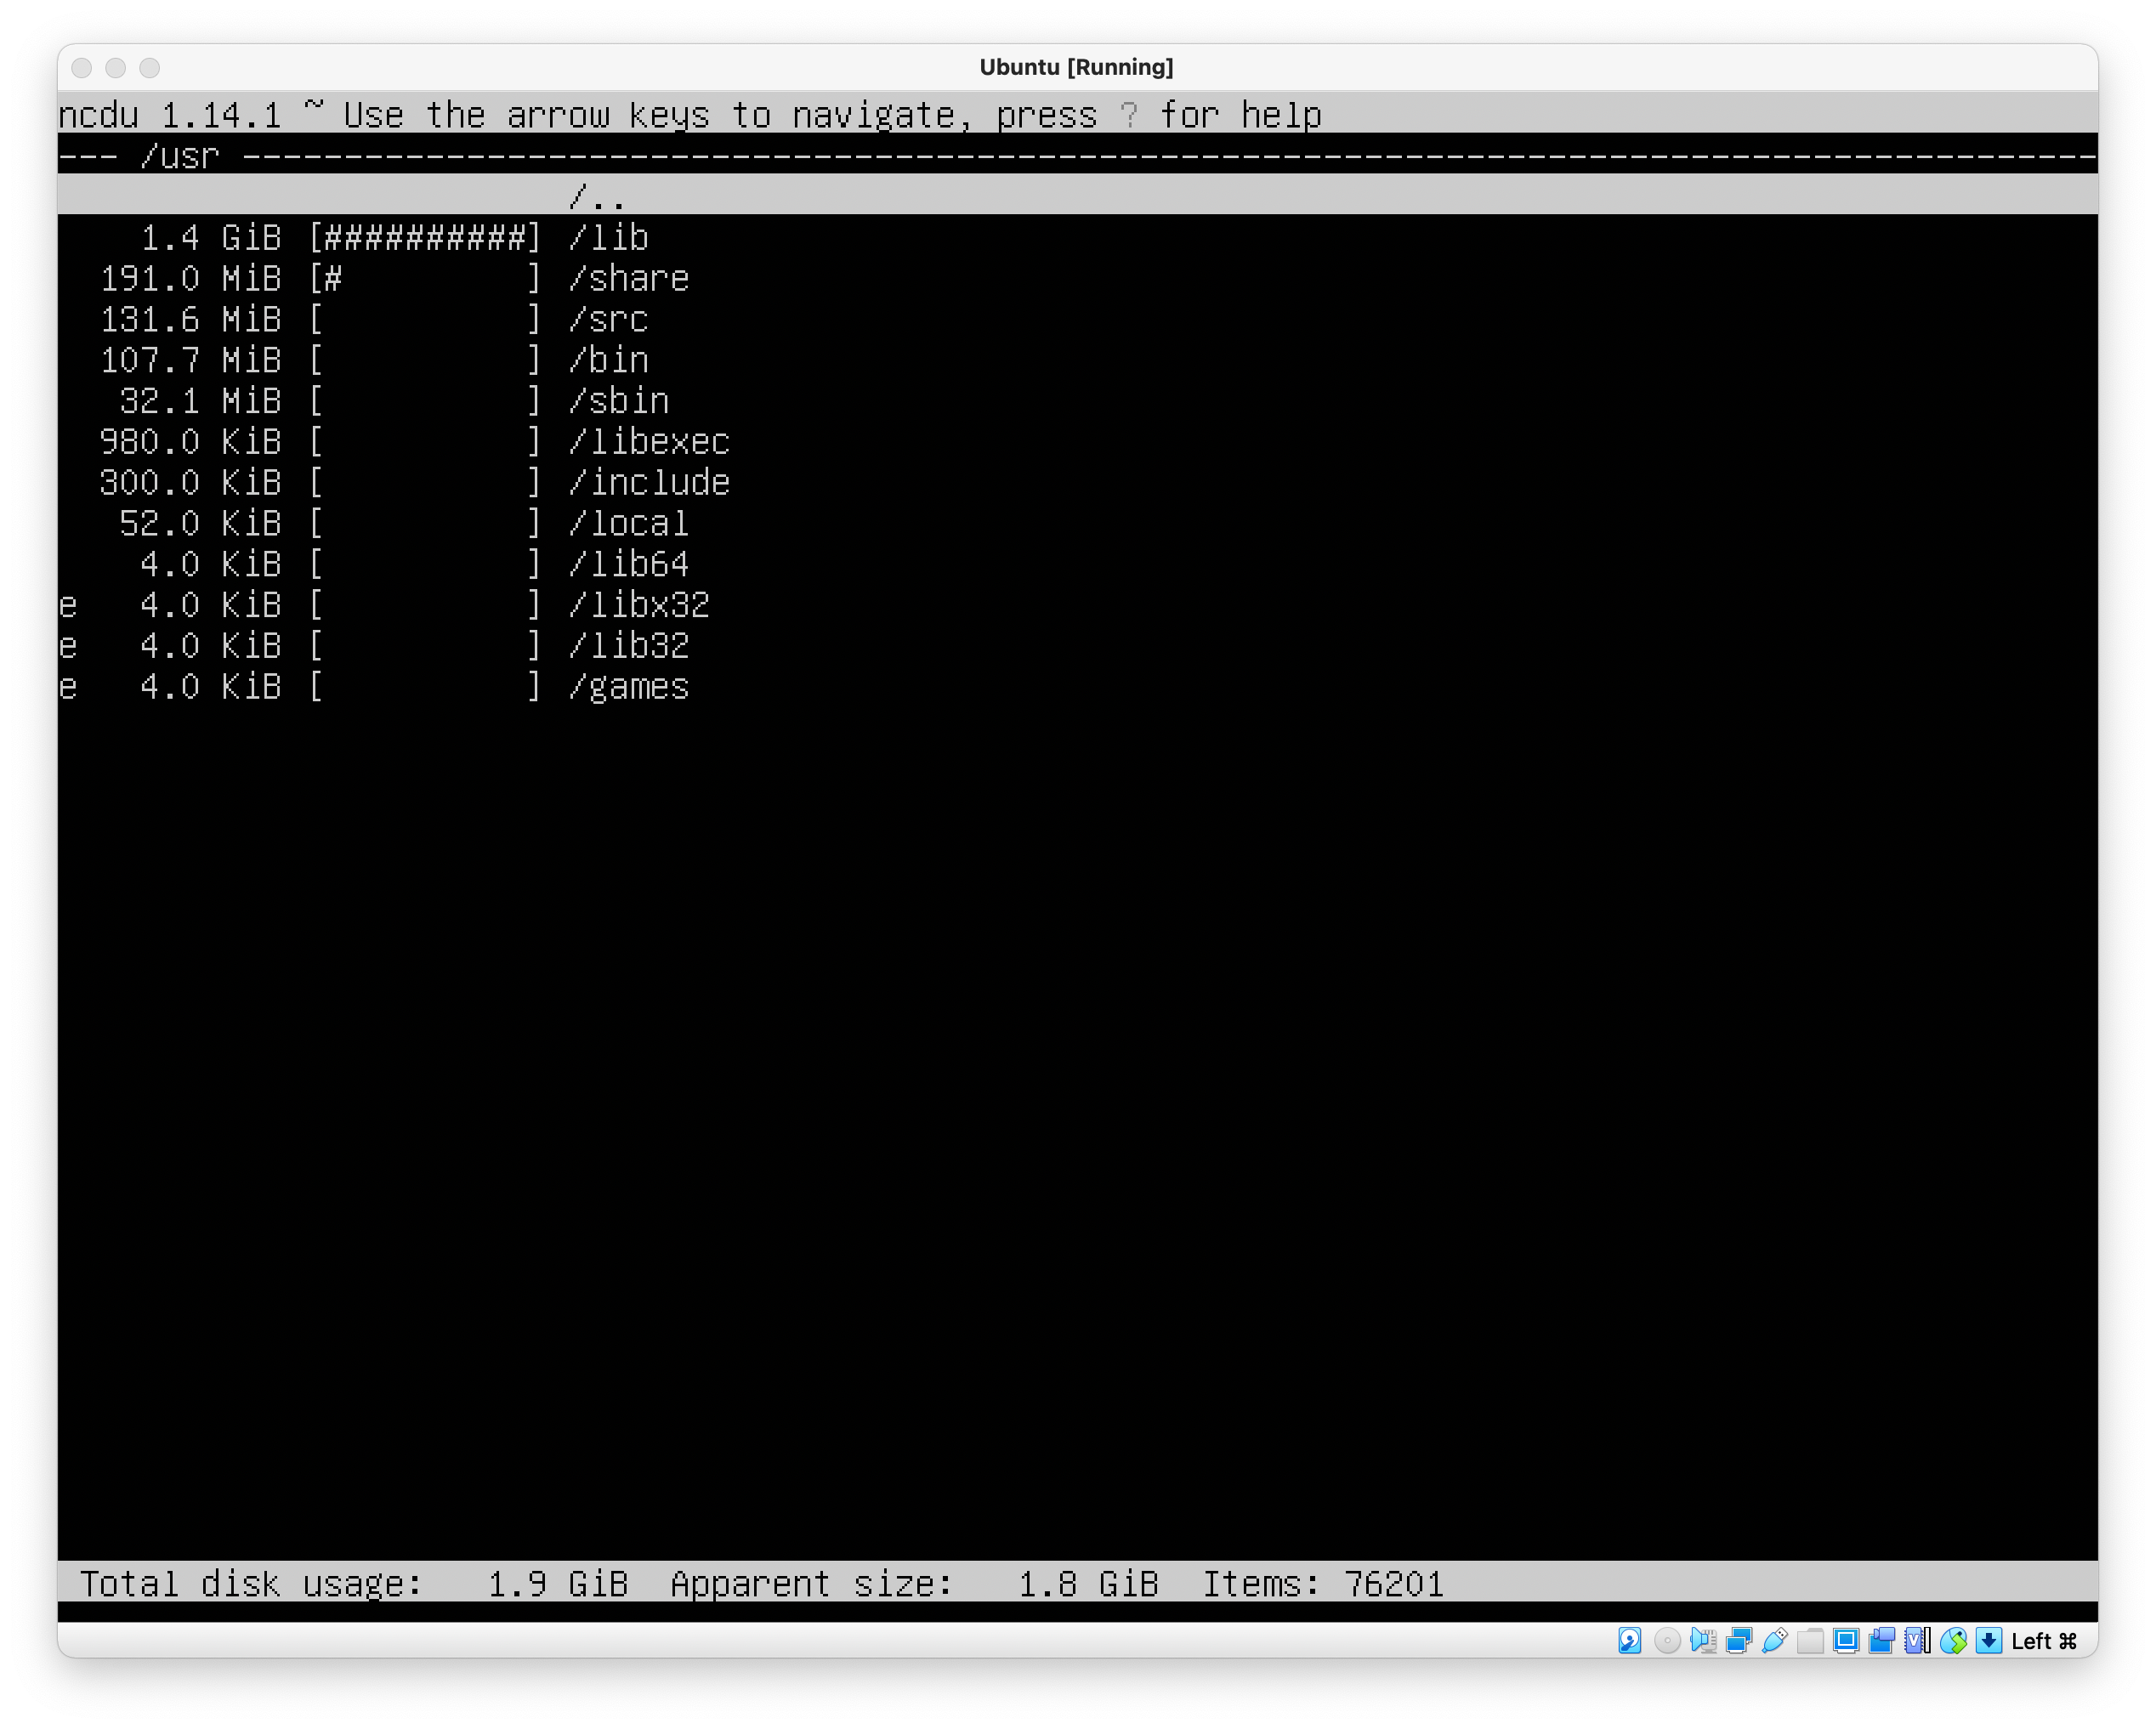 Ubuntu [Running]
ncdu 1.14.1 ~ Use the arrow keys to navigate, press ? for help
--- /usr --------------------------------------------------------------------------------------------
/..
1.4 GiB [##########] /lib
191.0 MiB [#         ] /share
131.6 MiB [          ] /src
107.7 MiB [          ] /bin
32.1 MiB [          ] /sbin
980.0 KiB [          ] /libexec
300.0 KiB [          ] /include
52.0 KiB [          ] /local
4.0 KiB [          ] /lib64
e   4.0 KiB [          ] /libx32
e   4.0 KiB [          ] /lib32
e   4.0 KiB [          ] /games
Total disk usage:   1.9 GiB  Apparent size:   1.8 GiB  Items: 76201
Left ⌘